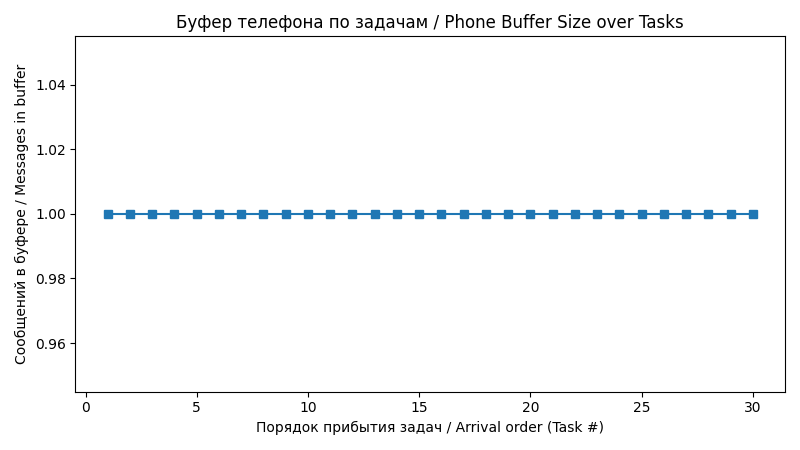 Буфер телефона по задачам / Phone Buffer Size over Tasks
Сообщений в буфере / Messages in buffer
1.04
1.02
1.00
0.98
0.96
0 5 10 15 20 25 30
Порядок прибытия задач / Arrival order (Task #)